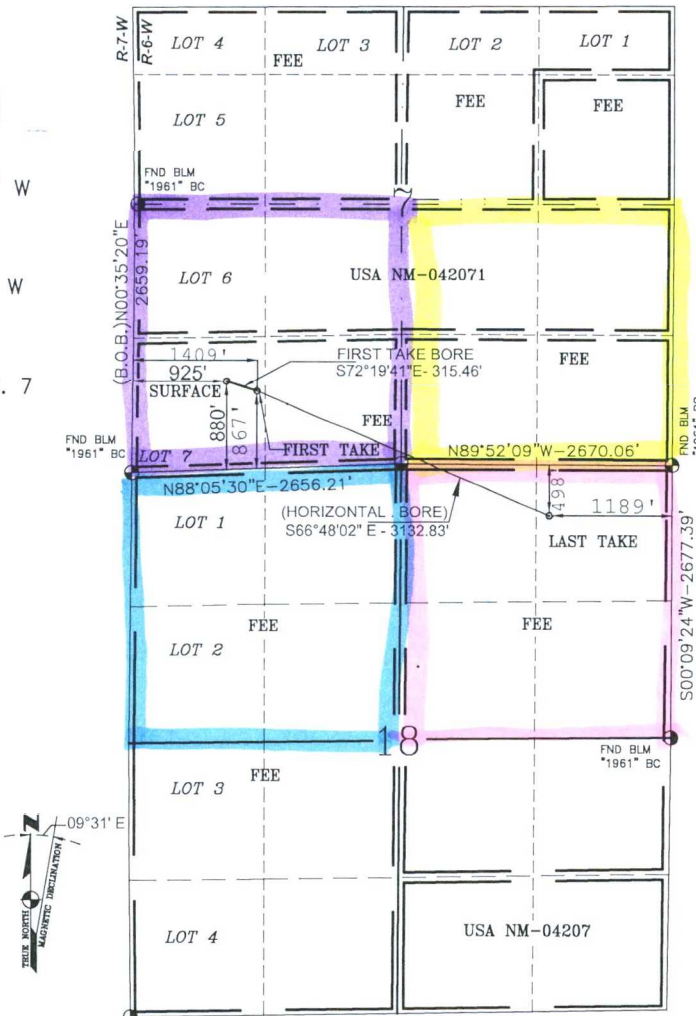 R-7-W
R-6-W
LOT 4
LOT 3
LOT 2
LOT 1
FEE
FEE
FEE
LOT 5
FND BLM
"1961" BC
W
7
(B.O.B.)N00°35'20"E
2659.19'
LOT 6
USA NM-042071
W
1409'
FIRST TAKE BORE
S72°19'41"E- 315.46'
FEE
925'
SURFACE
. 7
880'
867'
FEE
FIRST TAKE
FND BLM
"1961" BC
LOT 7
N89°52'09"W-2670.06'
FND BLM
N88°05'30"E-2656.21'
(HORIZONTAL BORE)
S66°48'02" E - 3132.83'
498'
1189'
LOT 1
LAST TAKE
S00°09'24"W-2677.39'
FEE
FEE
LOT 2
18
FND BLM
"1961" BC
FEE
LOT 3
09°31' E
TRUE NORTH
MAGNETIC DECLINATION
N
LOT 4
USA NM-04207